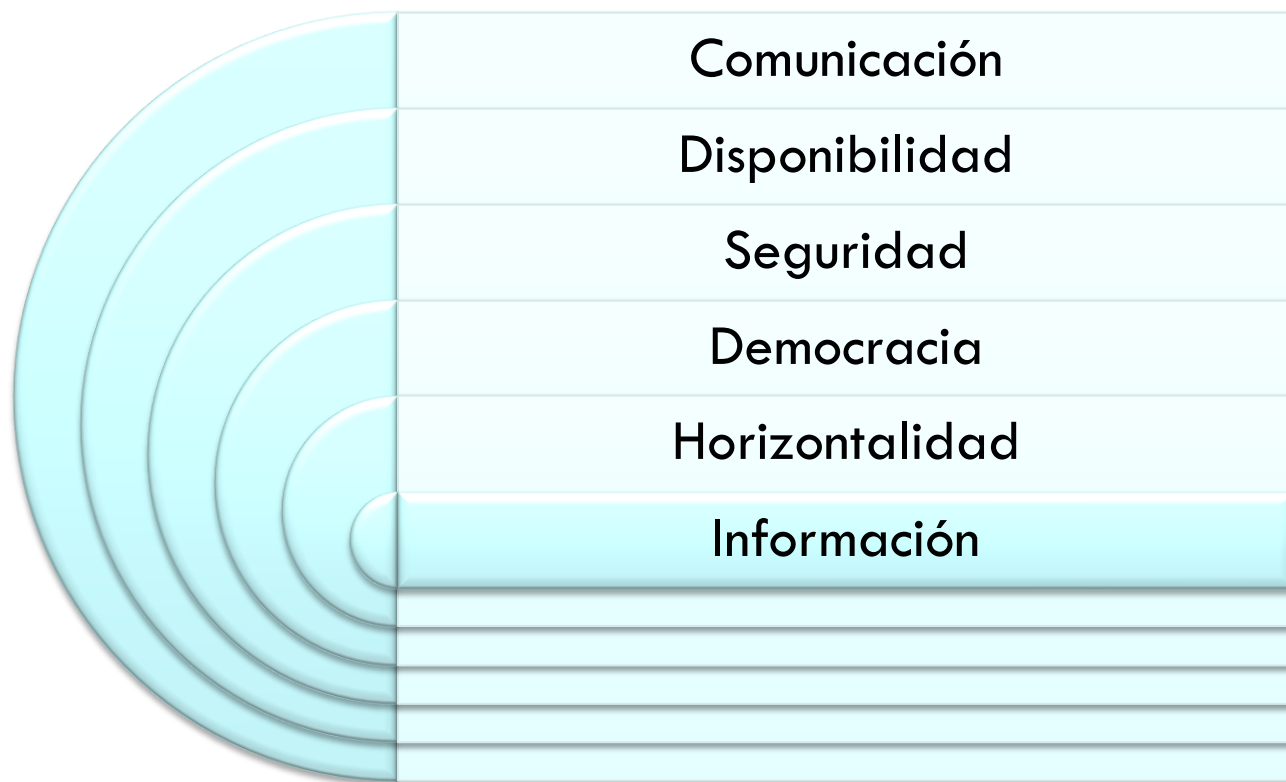 Comunicación
Disponibilidad
Seguridad
Democracia
Horizontalidad
Información